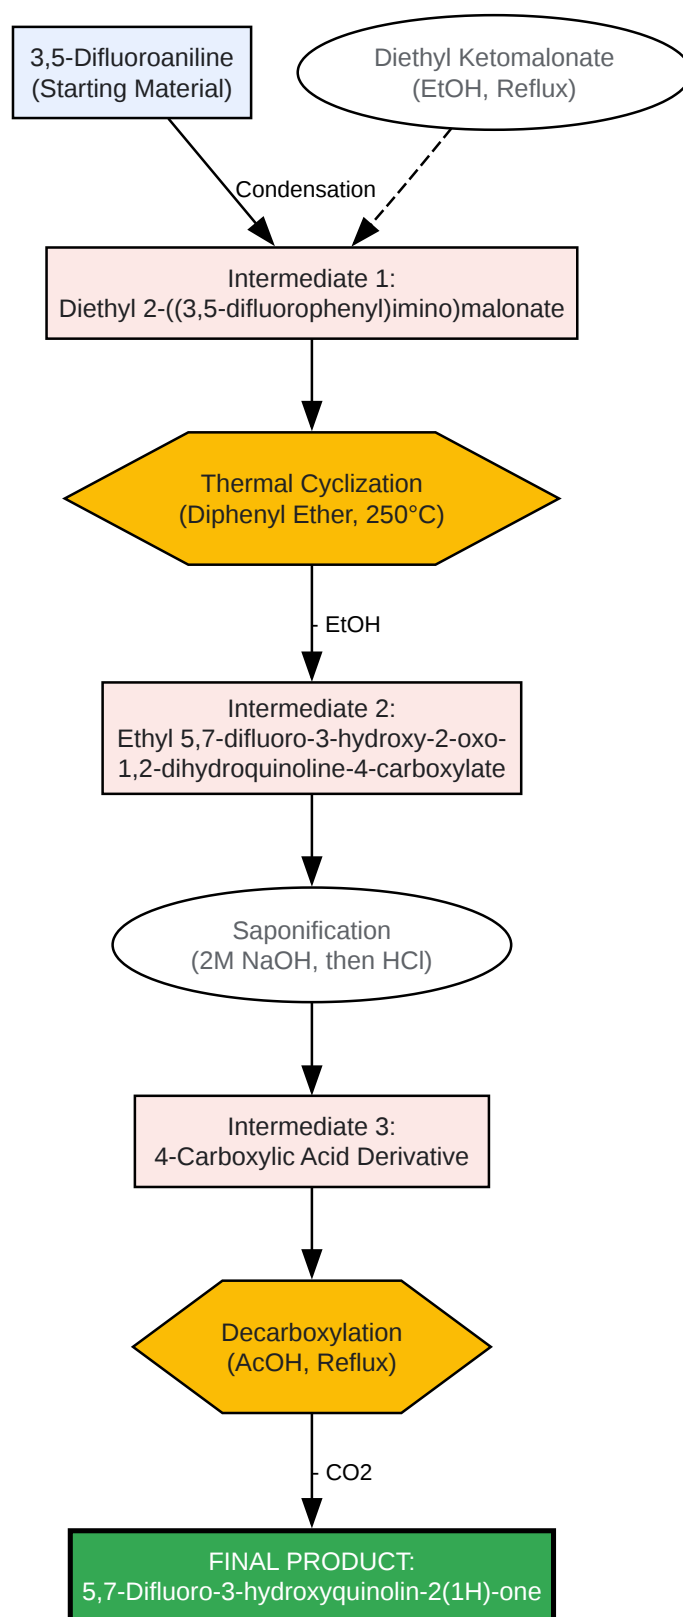 3,5-Difluoroaniline
(Starting Material)
Diethyl Ketomalonate
(EtOH, Reflux)
Condensation
Intermediate 1:
Diethyl 2-((3,5-difluorophenyl)imino)malonate
Thermal Cyclization
(Diphenyl Ether, 250°C)
- EtOH
Intermediate 2:
Ethyl 5,7-difluoro-3-hydroxy-2-oxo-
1,2-dihydroquinoline-4-carboxylate
Saponification
(2M NaOH, then HCl)
Intermediate 3:
4-Carboxylic Acid Derivative
Decarboxylation
(AcOH, Reflux)
- CO2
FINAL PRODUCT:
5,7-Difluoro-3-hydroxyquinolin-2(1H)-one